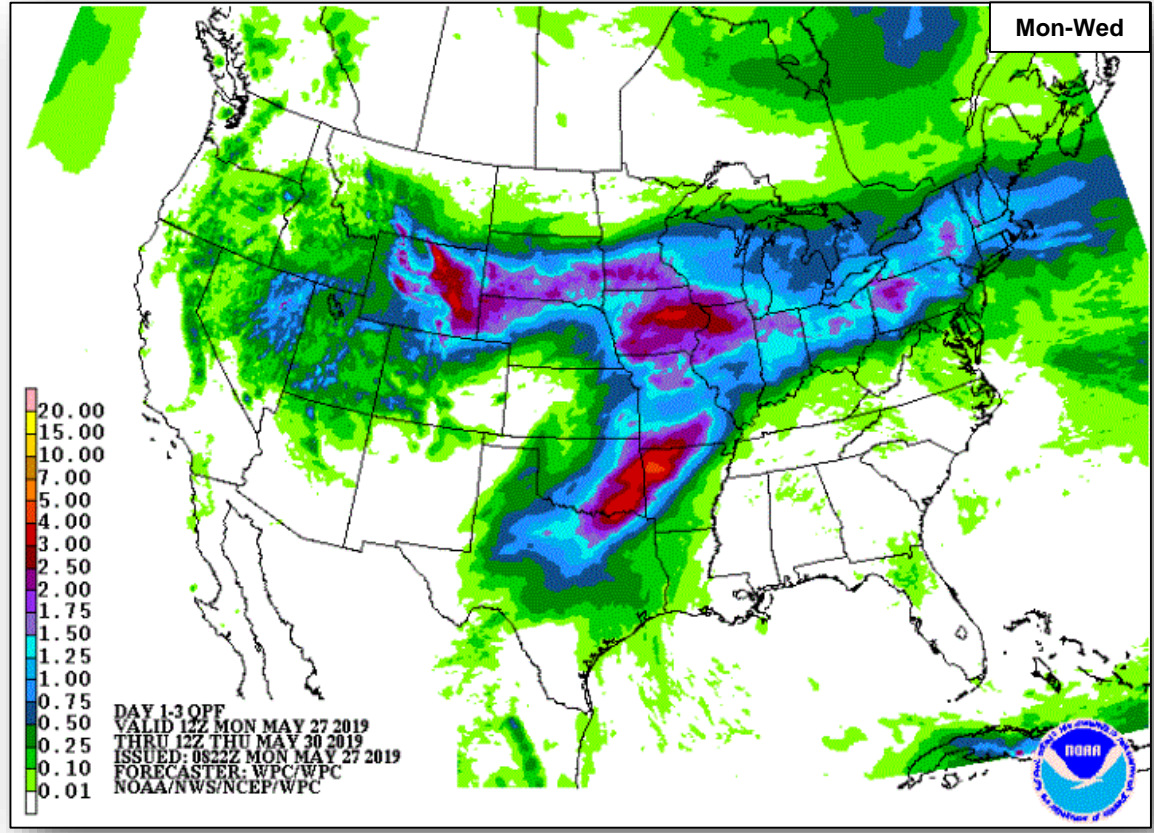 Mon-Wed
20.00
15.00
10.00
7.00
5.00
4.00
3.00
2.50
2.00
1.75
1.50
1.25
1.00
0.75
0.50
0.25
0.10
0.01
DAY 1-3 QPF
VALID 12Z MON MAY 27 2019
THRU 12Z THU MAY 30 2019
ISSUED: 0822Z MON MAY 27 2019
FORECASTER: WPC/WPC
NOAA/NWS/NCEP/WPC
NOAA